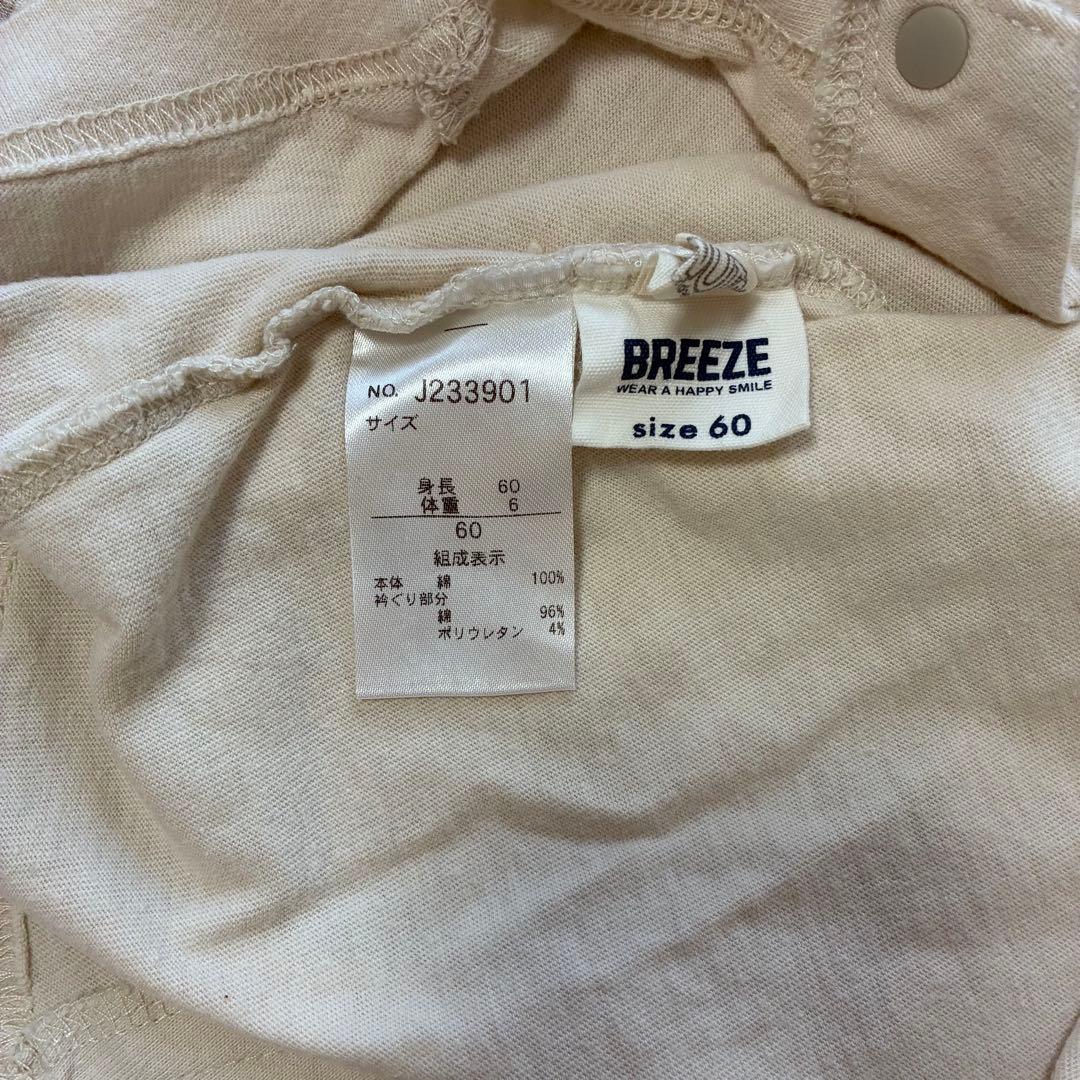 NO. J233901
サイズ
身長 60
体重 6
60
組成表示
本体 綿 100%
衿ぐり部分
綿 96%
ポリウレタン 4%
BREEZE
WEAR A HAPPY SMILE
size 60